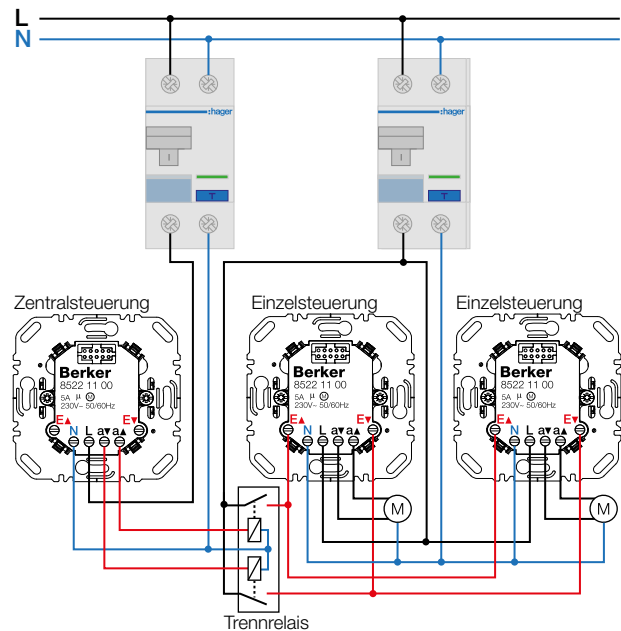 L
N
:hager
:hager
I
I
T
T
Zentralsteuerung
Einzelsteuerung
Einzelsteuerung
Berker
8522 11 00
5A µ M
230V~ 50/60Hz
E▲ N L a▼ a▲ E▼
Berker
8522 11 00
5A µ M
230V~ 50/60Hz
E▲ N L a▼ a▲ E▼
Berker
8522 11 00
5A µ M
230V~ 50/60Hz
E▲ N L a▼ a▲ E▼
M
M
Trennrelais